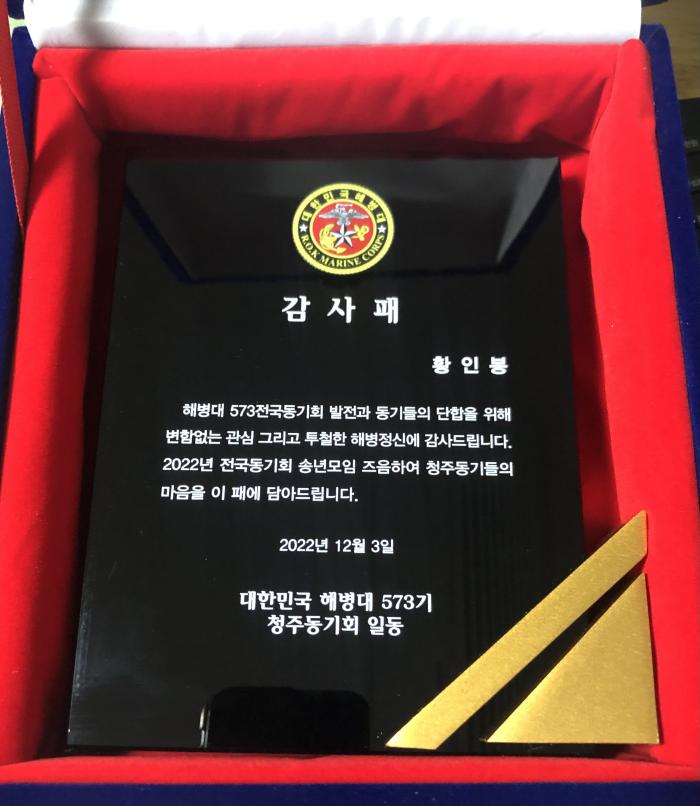 대한민국해병대
R.O.K MARINE CORPS
감사패
황인봉
해병대 573전국동기회 발전과 동기들의 단합을 위해
변함없는 관심 그리고 투철한 해병정신에 감사드립니다.
2022년 전국동기회 송년모임 즈음하여 청주동기들의
마음을 이 패에 담아드립니다.
2022년 12월 3일
대한민국 해병대 573기
청주동기회 일동